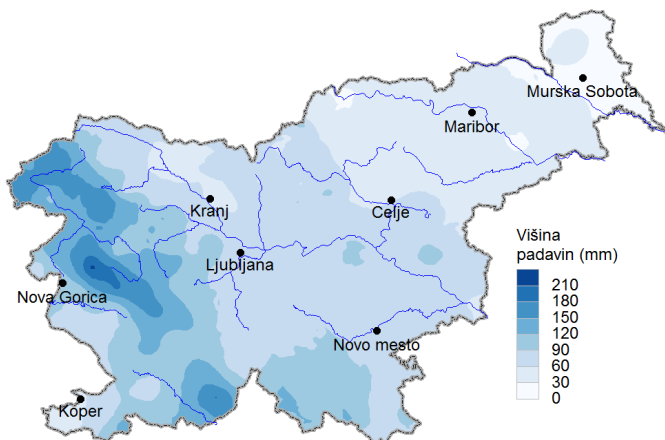 Murska Sobota
Maribor
Kranj
Celje
Ljubljana
Nova Gorica
Novo mesto
Koper
Višina
padavin (mm)
210
180
150
120
90
60
30
0